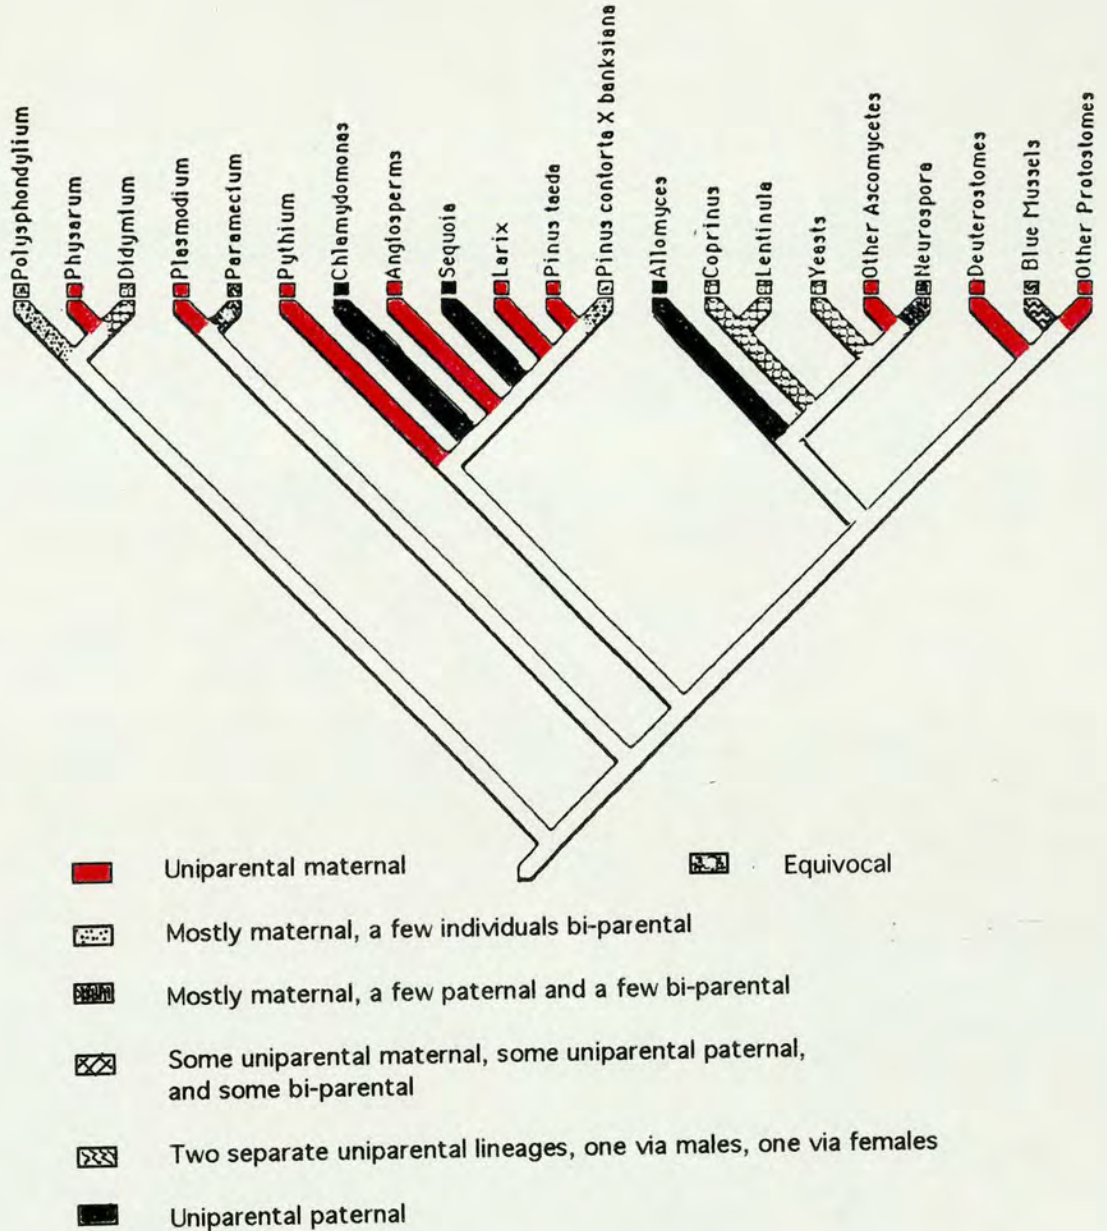 Polysphondylium
Physarum
Didymium
Plasmodium
Paramecium
Pythium
Chlamydomonas
Angiosperms
Sequoia
Larix
Pinus taeda
Pinus contorta X banksiana
Allomyces
Coprinus
Lentinula
Yeasts
Other Ascomycetes
Neurospora
Deuterostomes
Blue Mussels
Other Protostomes
Uniparental maternal
Equivocal
Mostly maternal, a few individuals bi-parental
Mostly maternal, a few paternal and a few bi-parental
Some uniparental maternal, some uniparental paternal,
and some bi-parental
Two separate uniparental lineages, one via males, one via females
Uniparental paternal